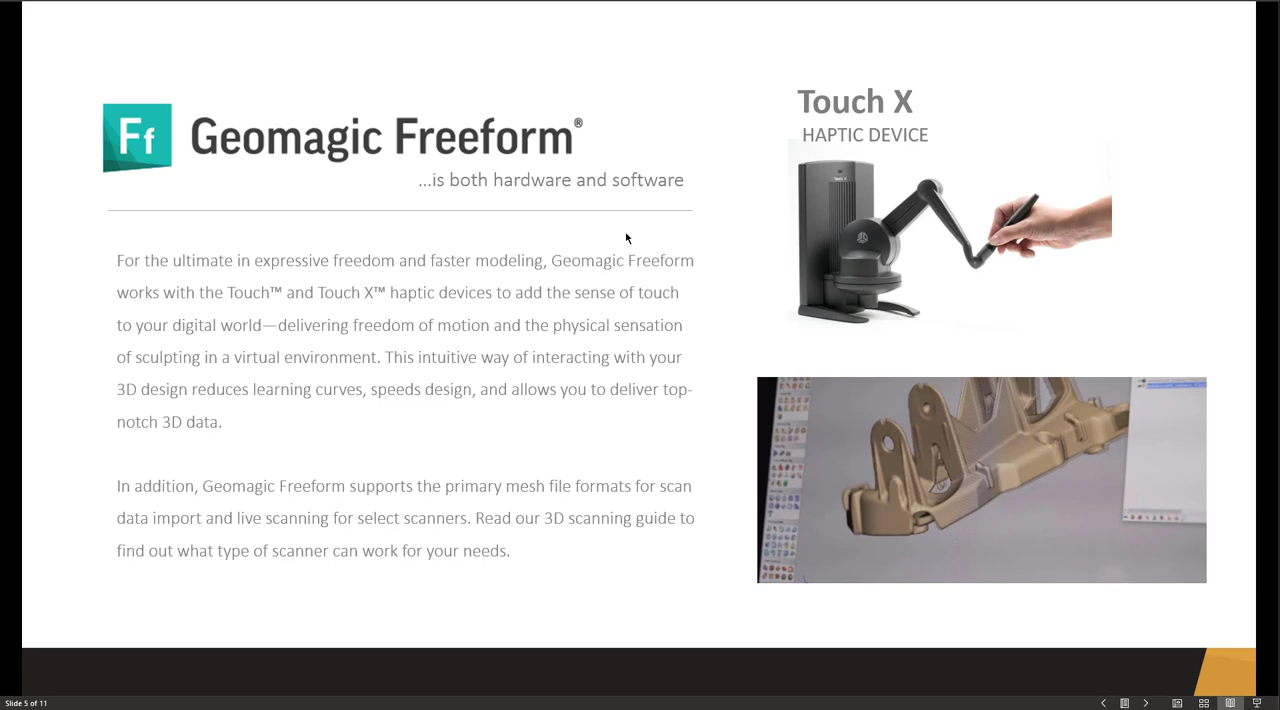 Ff Geomagic Freeform®
...is both hardware and software
For the ultimate in expressive freedom and faster modeling, Geomagic Freeform
works with the Touch™ and Touch X™ haptic devices to add the sense of touch
to your digital world—delivering freedom of motion and the physical sensation
of sculpting in a virtual environment. This intuitive way of interacting with your
3D design reduces learning curves, speeds design, and allows you to deliver top-
notch 3D data.
In addition, Geomagic Freeform supports the primary mesh file formats for scan
data import and live scanning for select scanners. Read our 3D scanning guide to
find out what type of scanner can work for your needs.
Touch X
HAPTIC DEVICE
Slide 5 of 11